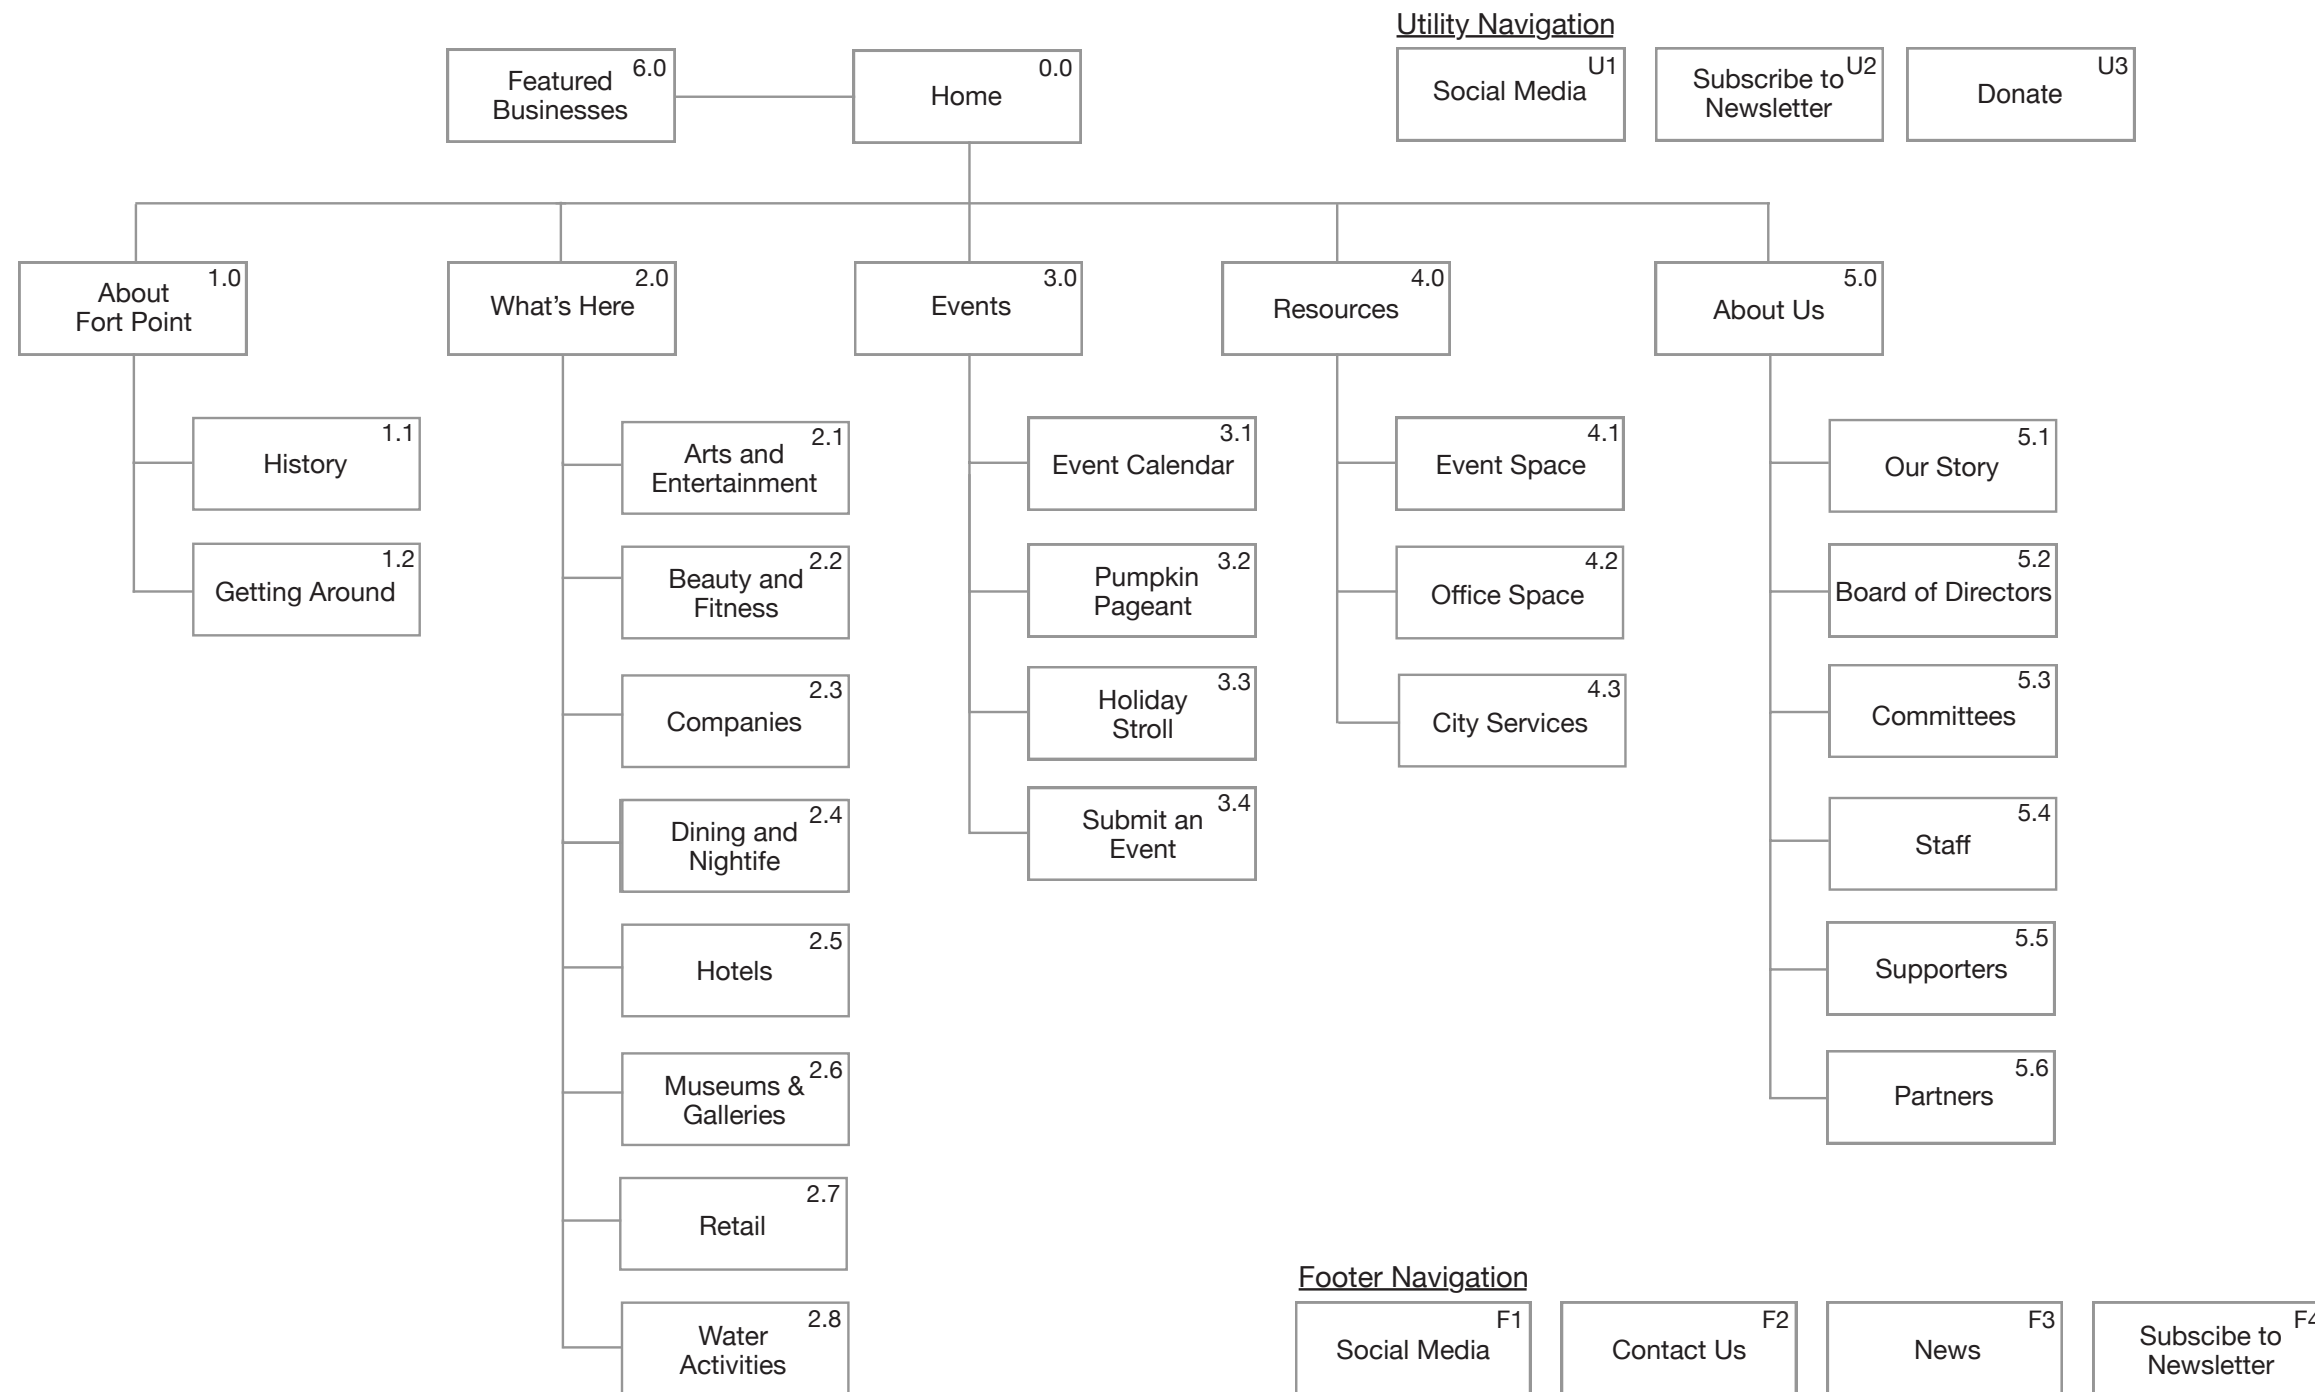 Utility Navigation
Featured
Businesses
6.0
Home
0.0
Social Media
U1
Subscribe to
Newsletter
U2
Donate
U3
About
Fort Point
1.0
What's Here
2.0
Events
3.0
Resources
4.0
About Us
5.0
History
1.1
Getting Around
1.2
Arts and
Entertainment
2.1
Beauty and
Fitness
2.2
Companies
2.3
Dining and
Nightife
2.4
Hotels
2.5
Museums &
Galleries
2.6
Retail
2.7
Water
Activities
2.8
Event Calendar
3.1
Pumpkin
Pageant
3.2
Holiday
Stroll
3.3
Submit an
Event
3.4
Event Space
4.1
Office Space
4.2
City Services
4.3
Our Story
5.1
Board of Directors
5.2
Committees
5.3
Staff
5.4
Supporters
5.5
Partners
5.6
Footer Navigation
Social Media
F1
Contact Us
F2
News
F3
Subscibe to
Newsletter
F4